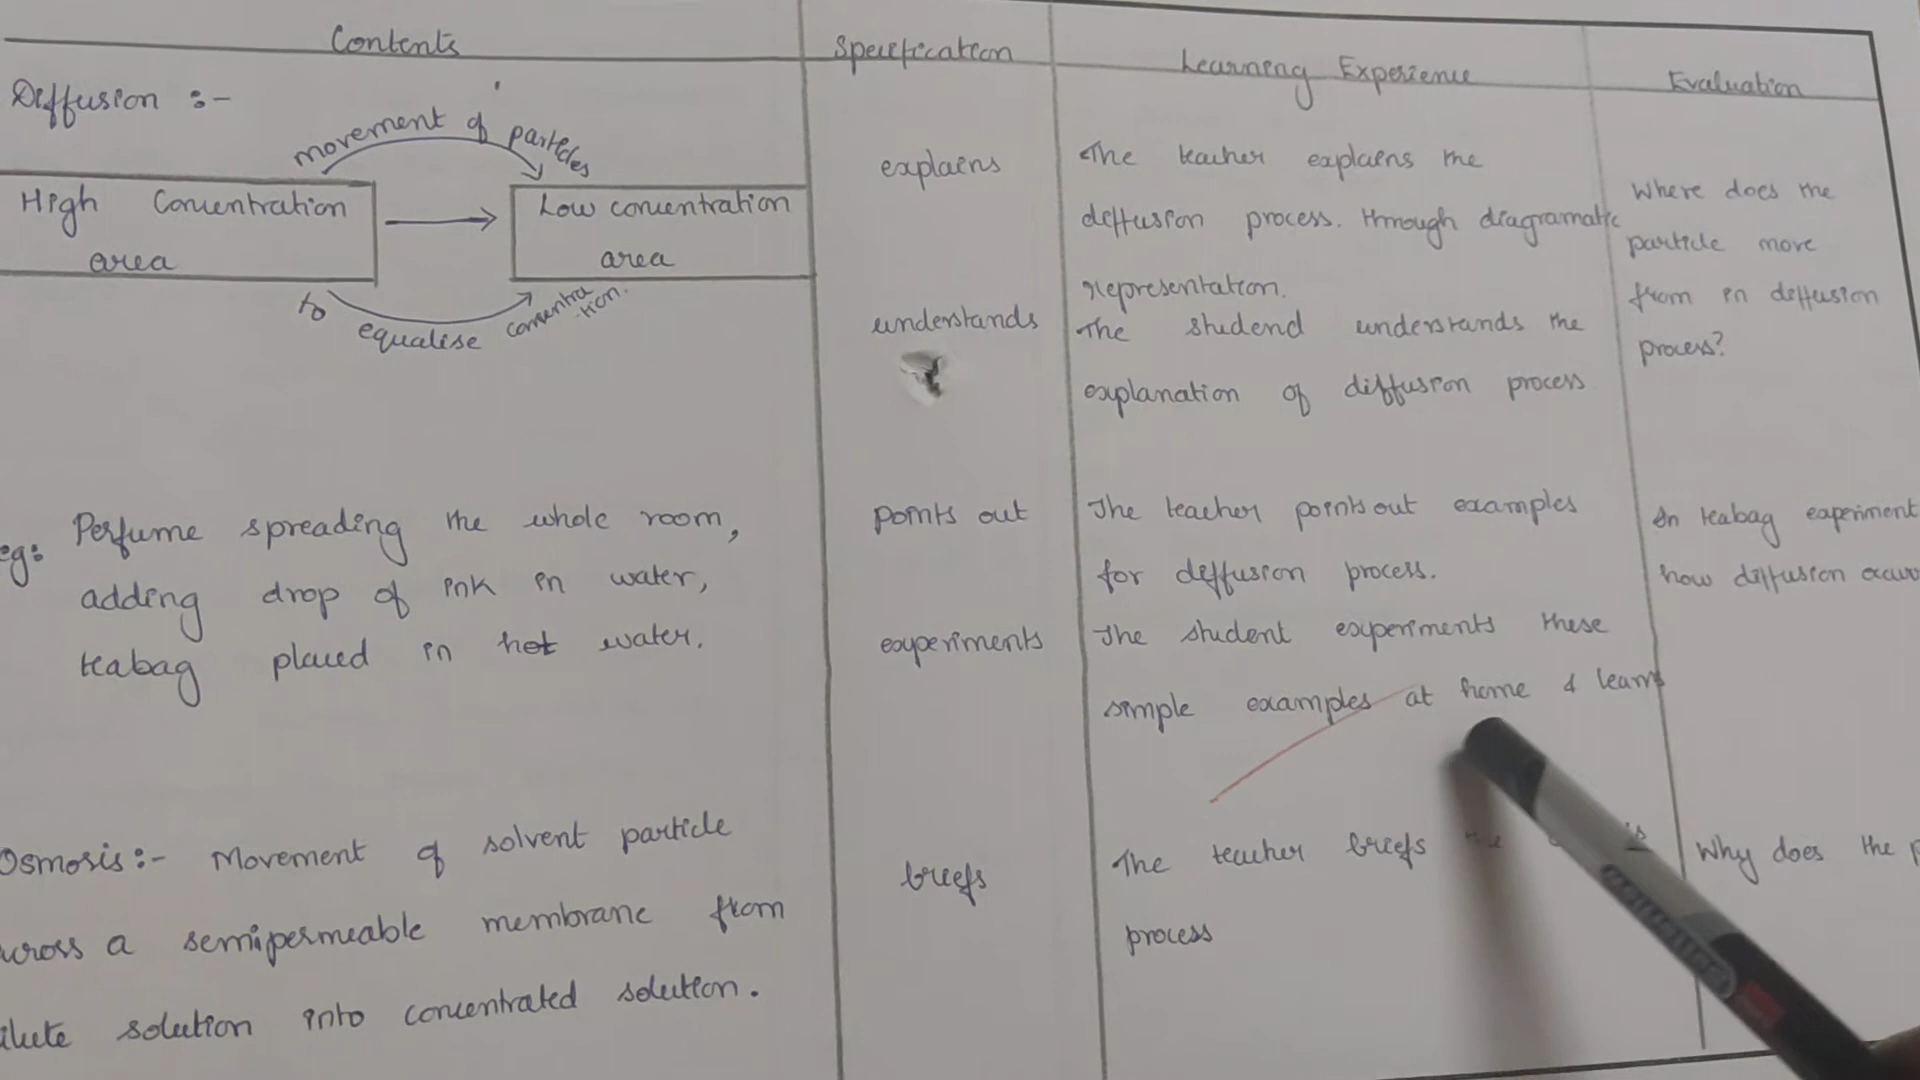 Contents
Specification
Learning Experience
Evaluation
Diffusion :-
movement of particles
High Concentration
area
Low concentration
area
to equalise concentra
-tion.
explains
The teacher explains the
diffusion process. through diagramatic
representation.
Where does the
particle move
from in diffusion
process?
understands
The studend understands the
explanation of diffusion process
eg: Perfume spreading the whole room,
adding drop of ink in water,
teabag placed in hot water.
points out
The teacher points out examples
for diffusion process.
In teabag experiment
how diffusion
experiments
The student experiments these
simple examples at home & learns
Osmosis:- Movement of solvent particle
a semipermeable membrane from
solution into concentrated solution.
briefs
The teacher briefs
process
Why does the